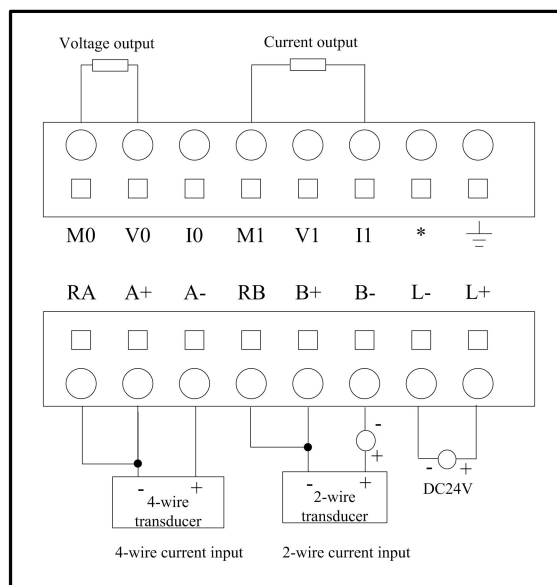 Voltage output
Current output
M0 V0 I0 M1 V1 I1 *
RA A+ A- RB B+ B- L- L+
-
+
- + - + - +
4-wire transducer
2-wire transducer
DC24V
4-wire current input
2-wire current input